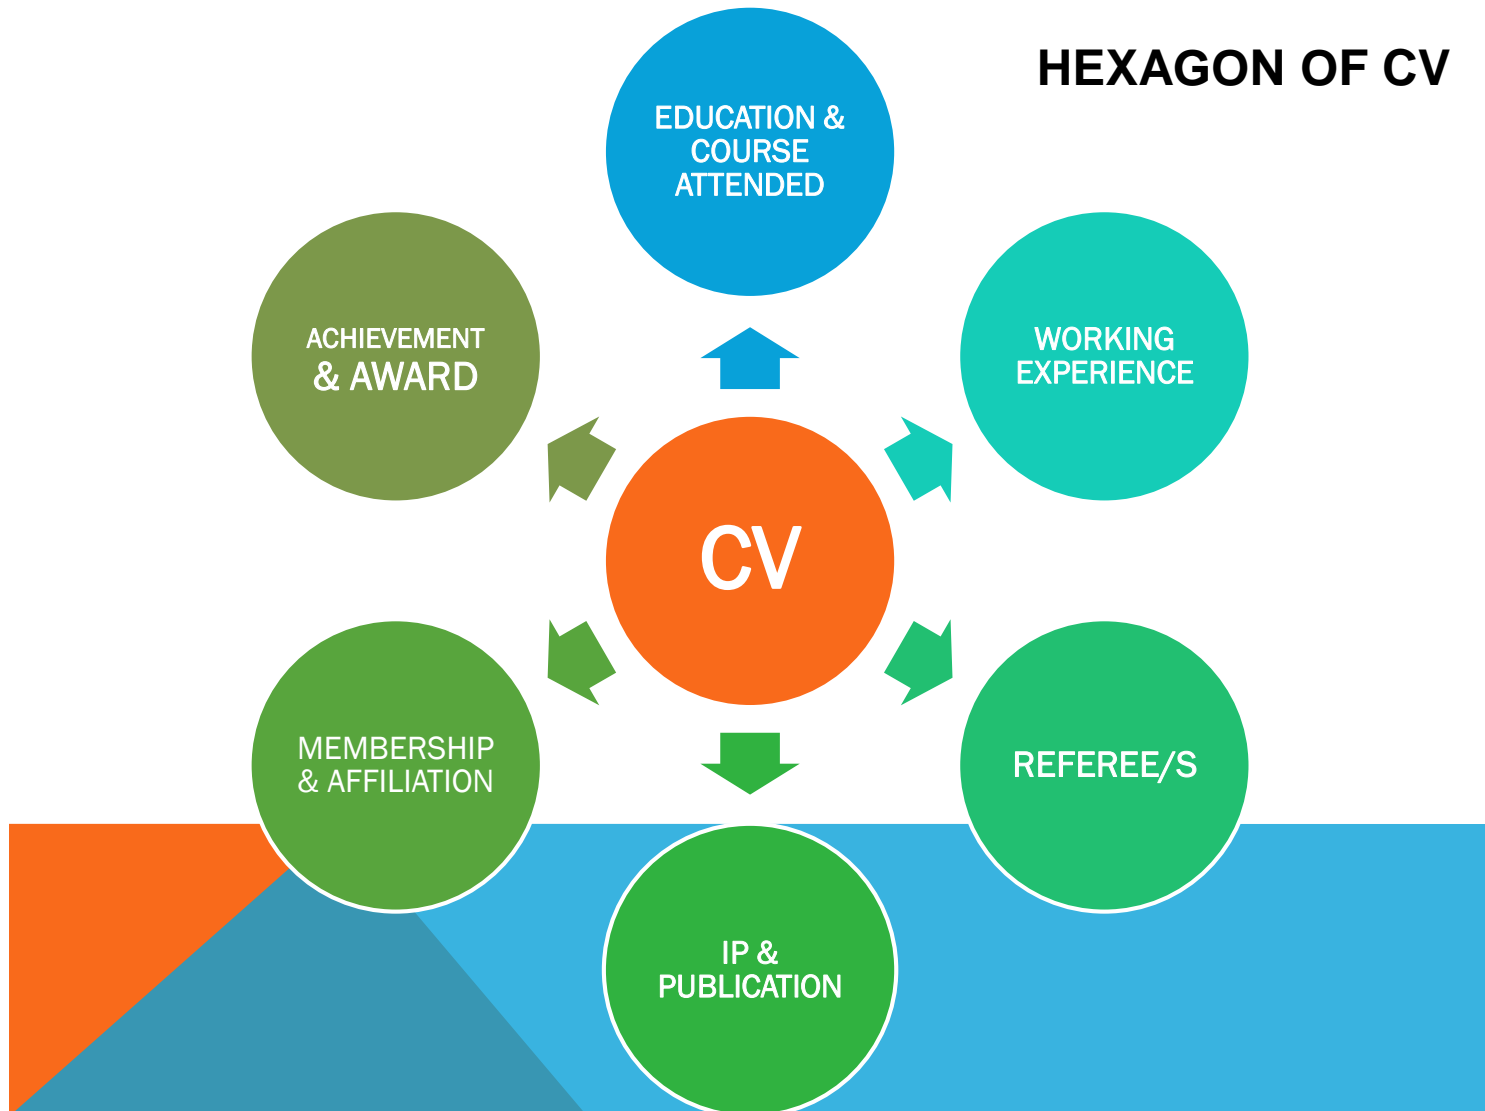 HEXAGON OF CV
EDUCATION &
COURSE
ATTENDED
ACHIEVEMENT
& AWARD
WORKING
EXPERIENCE
CV
MEMBERSHIP
& AFFILIATION
REFEREE/S
IP &
PUBLICATION